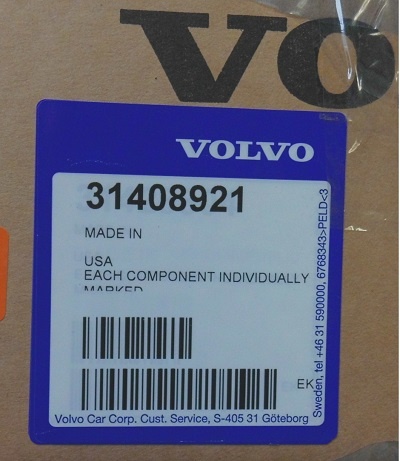 VO
VOLVO
31408921
MADE IN
USA
EACH COMPONENT INDIVIDUALLY
MARKED
EK
Volvo Car Corp. Cust. Service, S-405 31 Göteborg
Sweden, tel +46 31 590000, 6768343>PELD<3